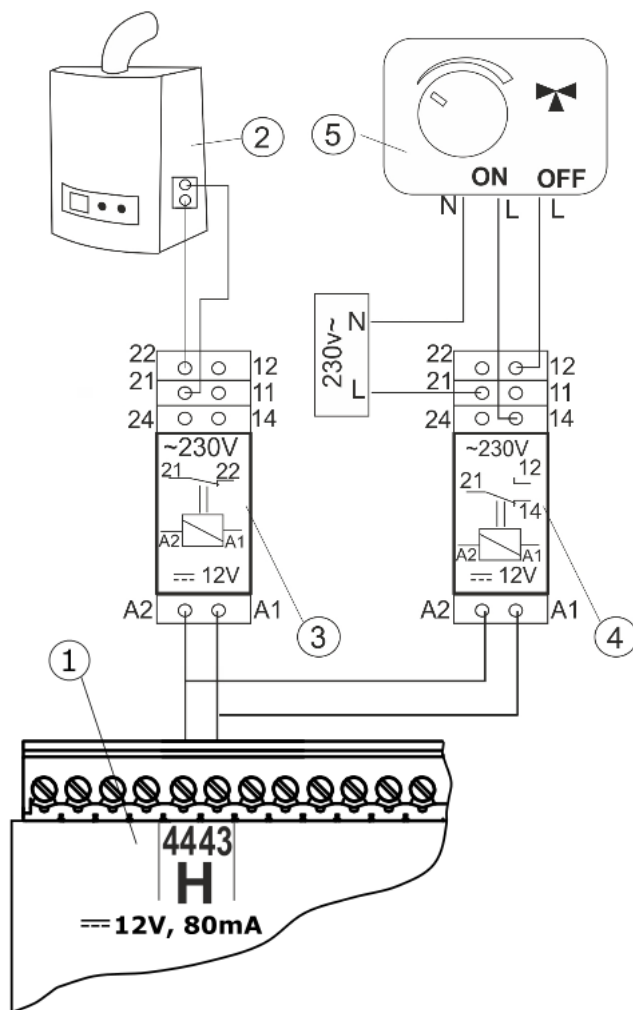 2
5
ON OFF
N L L
230v~ N L
22 12
21 11
24 14
~230V
21 22
A2 A1
12V
A2 A1
3
22 12
21 11
24 14
~230V
12
21
14
A2 A1
12V
A2 A1
4
1
4443
H
12V, 80mA